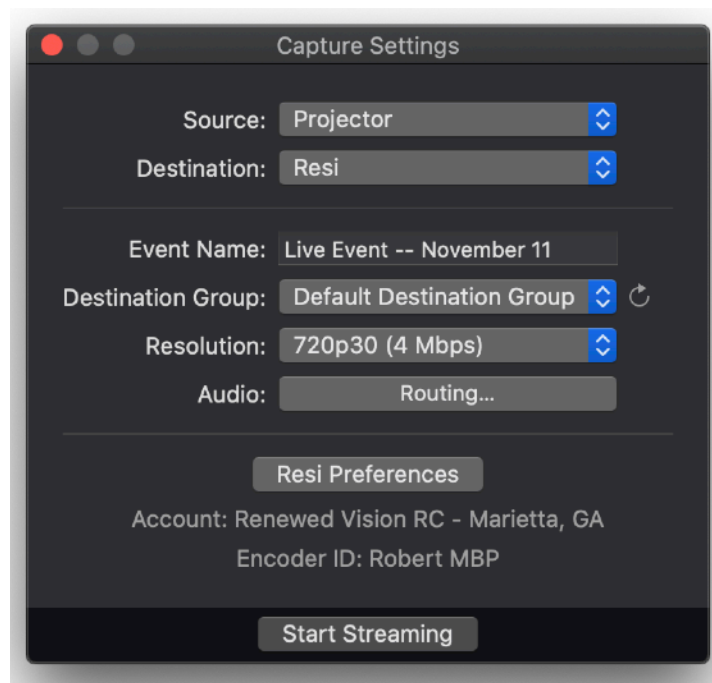 Capture Settings
Source: Projector
Destination: Resi
Event Name: Live Event -- November 11
Destination Group: Default Destination Group
Resolution: 720p30 (4 Mbps)
Audio: Routing...
Resi Preferences
Account: Renewed Vision RC - Marietta, GA
Encoder ID: Robert MBP
Start Streaming